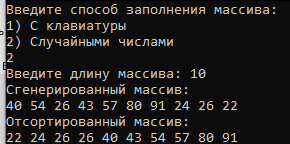 Введите способ заполнения массива:
1) С клавиатуры
2) Случайными числами
2
Введите длину массива: 10
Сгенерированный массив:
40 54 26 43 57 80 91 24 26 22
Отсортированный массив:
22 24 26 26 40 43 54 57 80 91